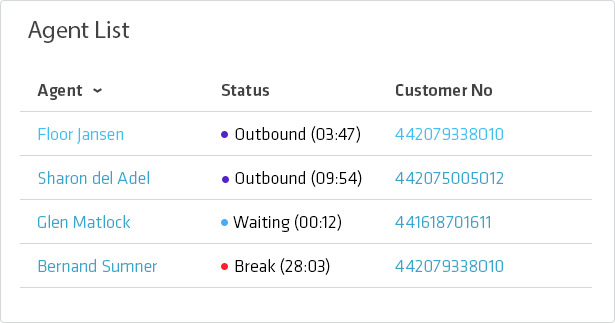 Agent List
Agent Status Customer No
Floor Jansen Outbound (03:47) 442079338010
Sharon del Adel Outbound (09:54) 442075005012
Glen Matlock Waiting (00:12) 441618701611
Bernand Sumner Break (28:03) 442079338010